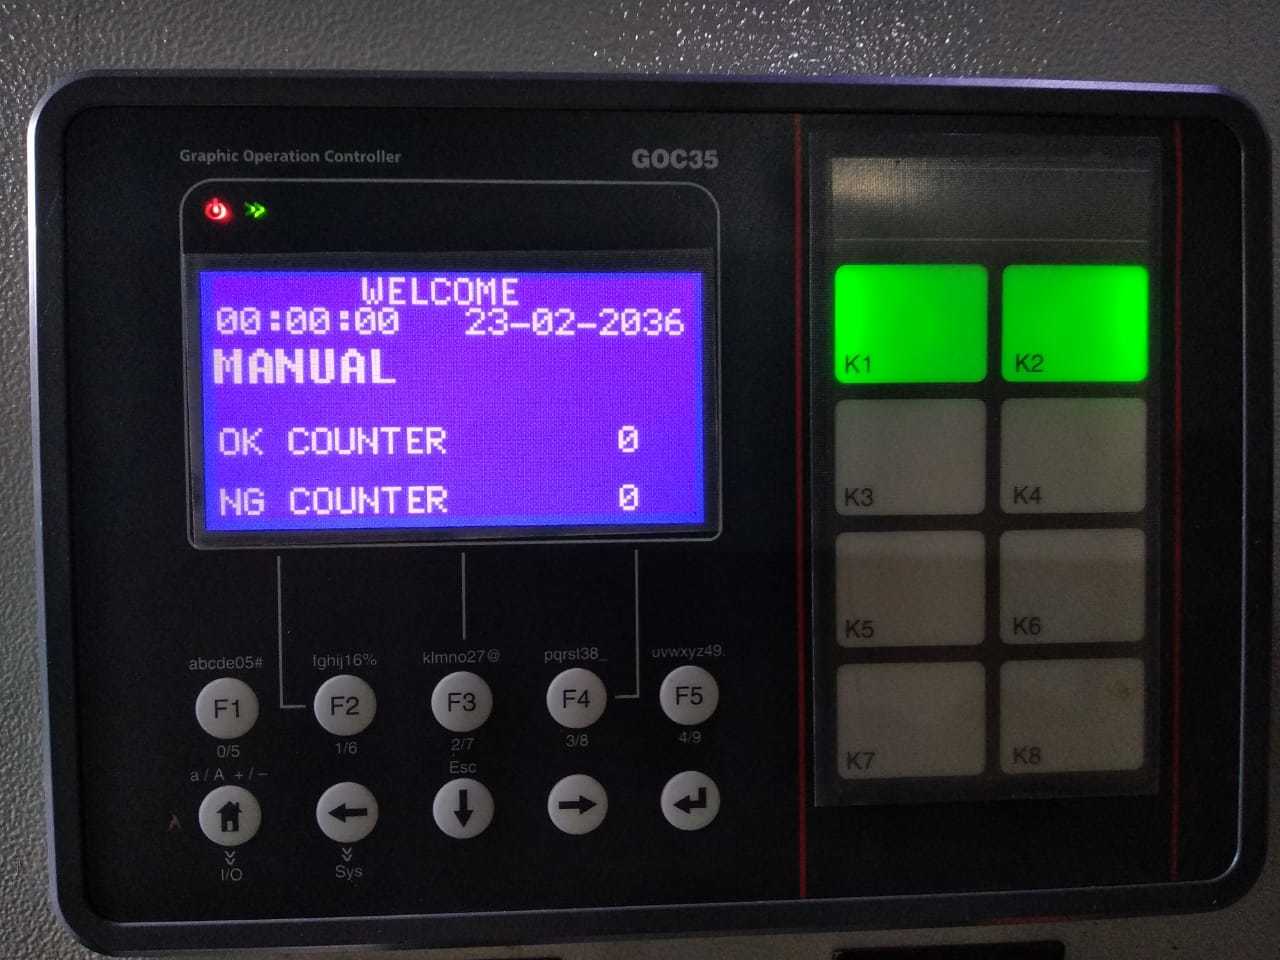 Graphic Operation Controller GOC35
WELCOME
00:00:00 23-02-2036
MANUAL
OK COUNTER 0
NG COUNTER 0
K1 K2
K3 K4
K5 K6
K7 K8
abcde05# fghij16% klmno27@ pqrst38_ uvwxyz49.
F1 F2 F3 F4 F5
0/5 1/6 2/7 3/8 4/9
a / A + / − Esc
I/O Sys